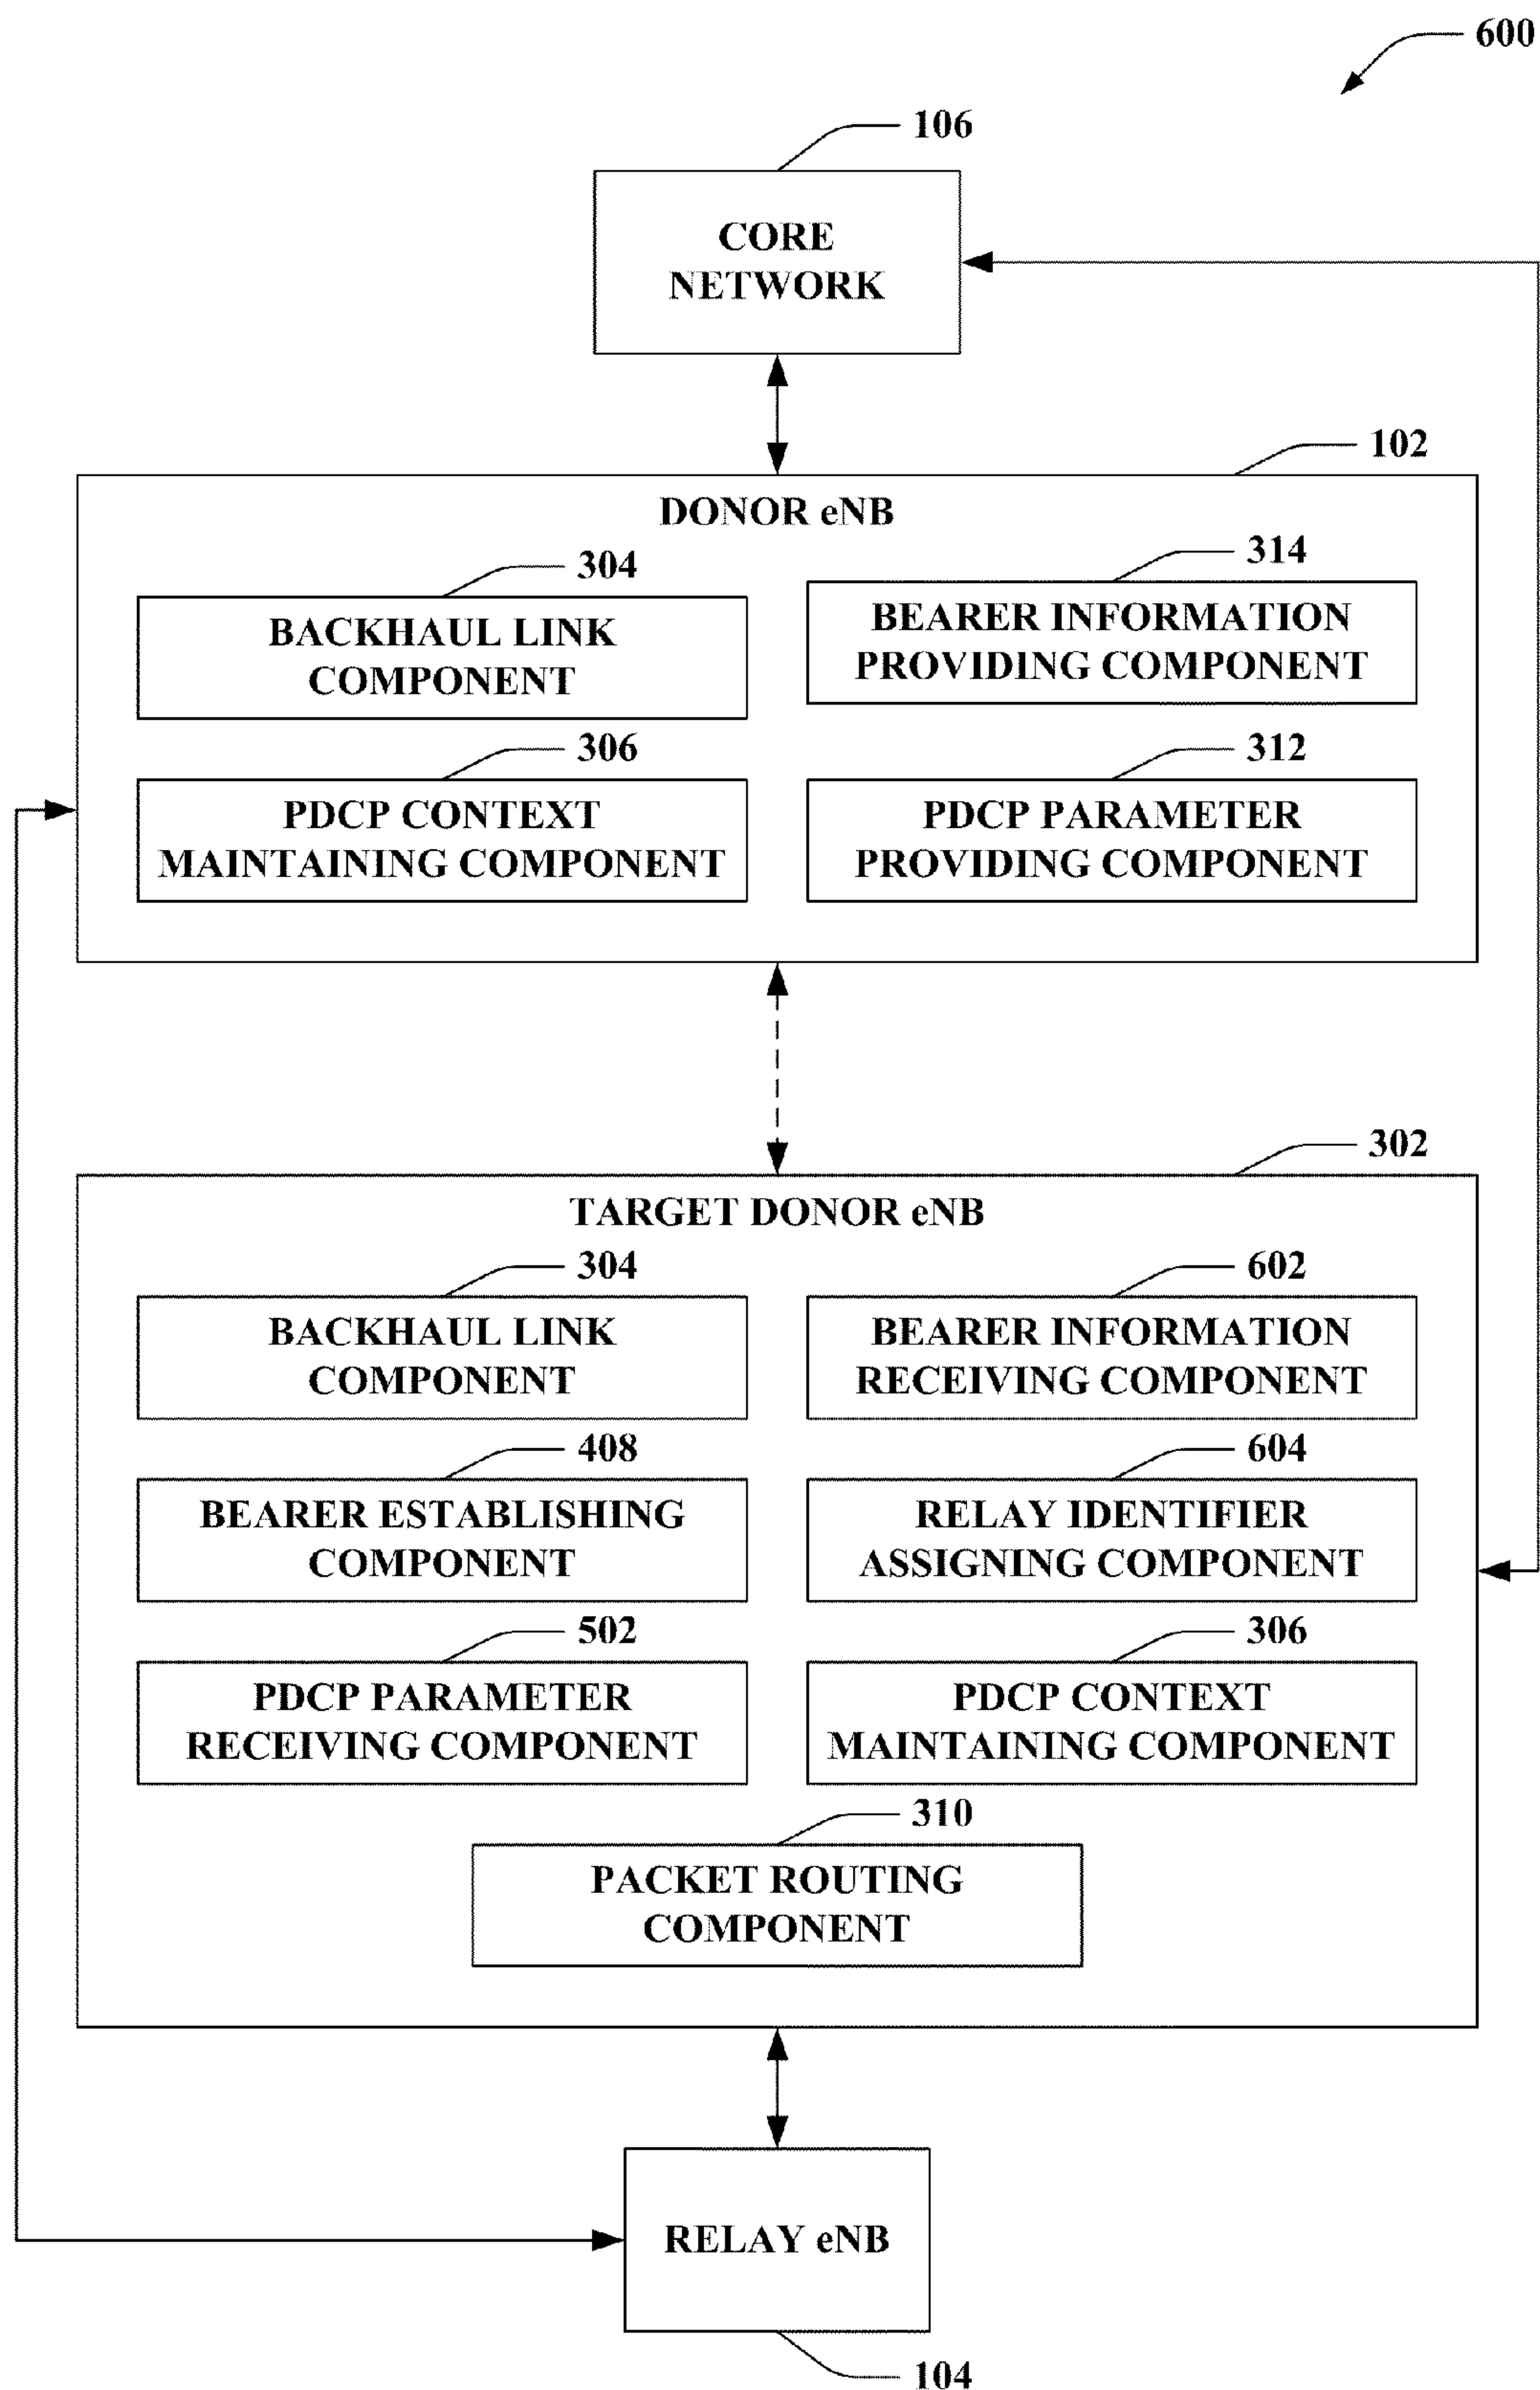 600
106
CORE
NETWORK
102
DONOR eNB
304
BACKHAUL LINK
COMPONENT
314
BEARER INFORMATION
PROVIDING COMPONENT
306
PDCP CONTEXT
MAINTAINING COMPONENT
312
PDCP PARAMETER
PROVIDING COMPONENT
302
TARGET DONOR eNB
304
BACKHAUL LINK
COMPONENT
602
BEARER INFORMATION
RECEIVING COMPONENT
408
BEARER ESTABLISHING
COMPONENT
604
RELAY IDENTIFIER
ASSIGNING COMPONENT
502
PDCP PARAMETER
RECEIVING COMPONENT
306
PDCP CONTEXT
MAINTAINING COMPONENT
310
PACKET ROUTING
COMPONENT
RELAY eNB
104